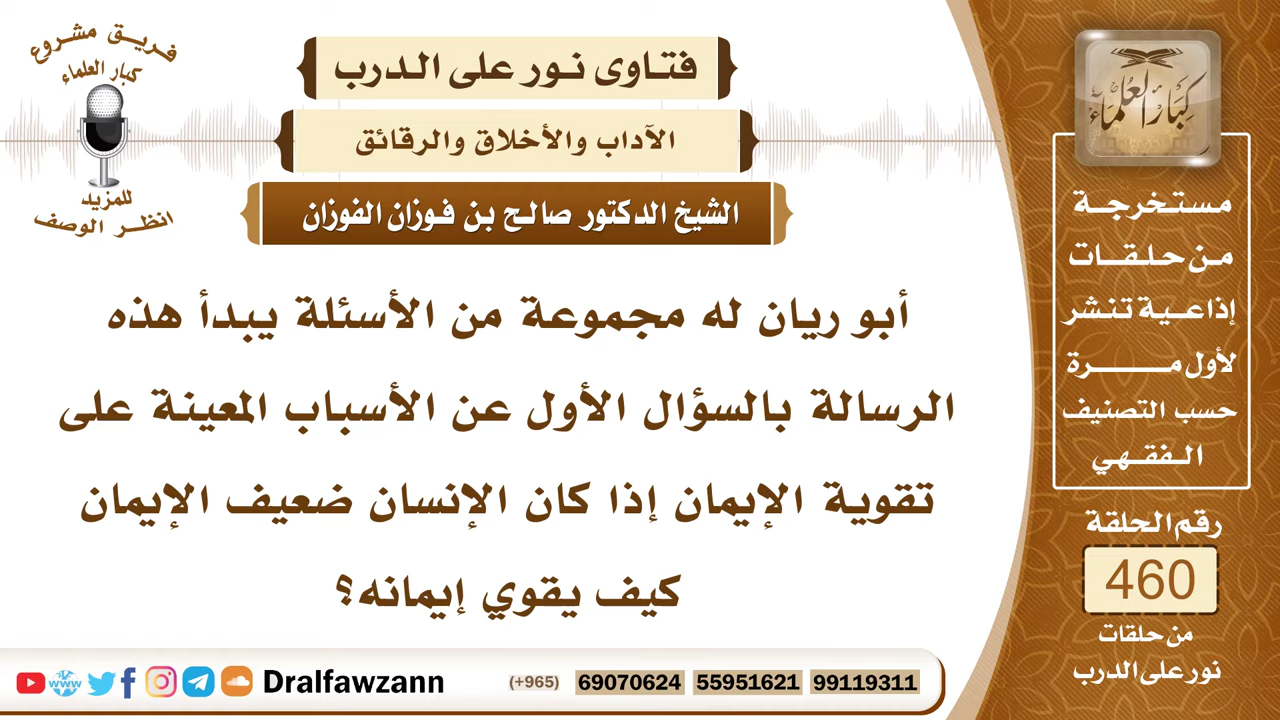 فريق مشروع
كبار العلماء
للمزيد
انظر الوصف
فتاوى نور على الدرب
الآداب والأخلاق والرقائق
الشيخ الدكتور صالح بن فوزان الفوزان
أبو ريان له مجموعة من الأسئلة يبدأ هذه
الرسالة بالسؤال الأول عن الأسباب المعينة على
تقوية الإيمان إذا كان الإنسان ضعيف الإيمان
كيف يقوي إيمانه؟
كبار العلماء
مستخرجة
من حلقات
إذاعية تنشر
لأول مرة
حسب التصنيف
الفقهي
رقم الحلقة
460
من حلقات
نور على الدرب
www Dralfawzann (+965) 69070624 55951621 99119311